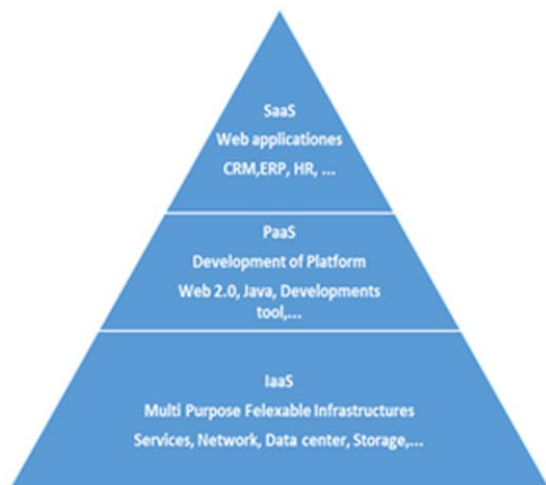 SaaS
Web applicationes
CRM,ERP, HR, ...
PaaS
Development of Platform
Web 2.0, Java, Developments
tool,...
IaaS
Multi Purpose Felexable Infrastructures
Services, Network, Data center, Storage,...